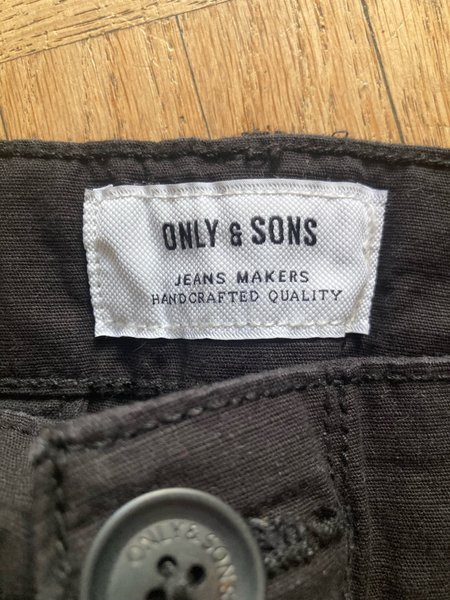 ONLY & SONS
JEANS MAKERS
HANDCRAFTED QUALITY
ONLY & SONS